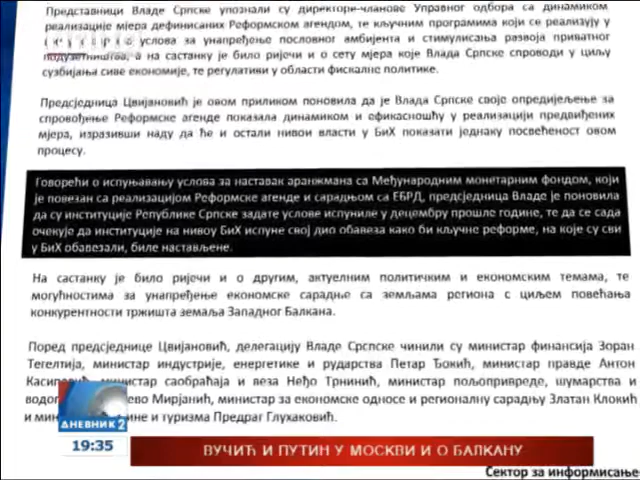 Представници Владе Српске упознали су директоре-чланове Управног одбора са динамиком
реализације мјера дефинисаних Реформском агендом, те кључним програмима који се реализују у
услова за унапређење пословног амбијента и стимулисања развоја приватног
подузетништва, а на састанку је било ријечи и о сету мјера које Влада Српске спроводи у циљу
сузбијања сиве економије, те регулативи у области фискалне политике.
Предсједница Цвијановић је овом приликом поновила да је Влада Српске своје опредијељење за
спровођење Реформске агенде показала динамиком и ефикасношћу у реализацији предвиђених
мјера, изразивши наду да ће и остали нивои власти у БиХ показати једнаку посвећеност овом
процесу.
Говорећи о испуњавању услова за наставак аранжмана са Међународним монетарним фондом, који
је повезан са реализацијом Реформске агенде и сарадњом са ЕБРД, предсједница Владе је поновила
да су институције Републике Српске задате услове испуниле у децембру прошле године, те да се сада
очекује да институције на нивоу БиХ испуне свој дио обавеза како би кључне реформе, на које су сви
у БиХ обавезали, биле настављене.
На састанку је било ријечи и о другим, актуелним политичким и економским темама, те
могућностима за унапређење економске сарадње са земљама региона с циљем повећања
конкурентности тржишта земаља Западног Балкана.
Поред предсједнице Цвијановић, делегацију Владе Српске чинили су министар финансија Зоран
Тегелтија, министар индустрије, енергетике и рударства Петар Ђокић, министар правде Антон
министар саобраћаја и веза Неђо Трнинић, министар пољопривреде, шумарства и
Мирјанић, министар за економске односе и регионалну сарадњу Златан Клокић
и туризма Предраг Глухаковић.
ДНЕВНИК 2
19:35
ВУЧИЋ И ПУТИН У МОСКВИ И О БАЛКАНУ
Сектор за информисање